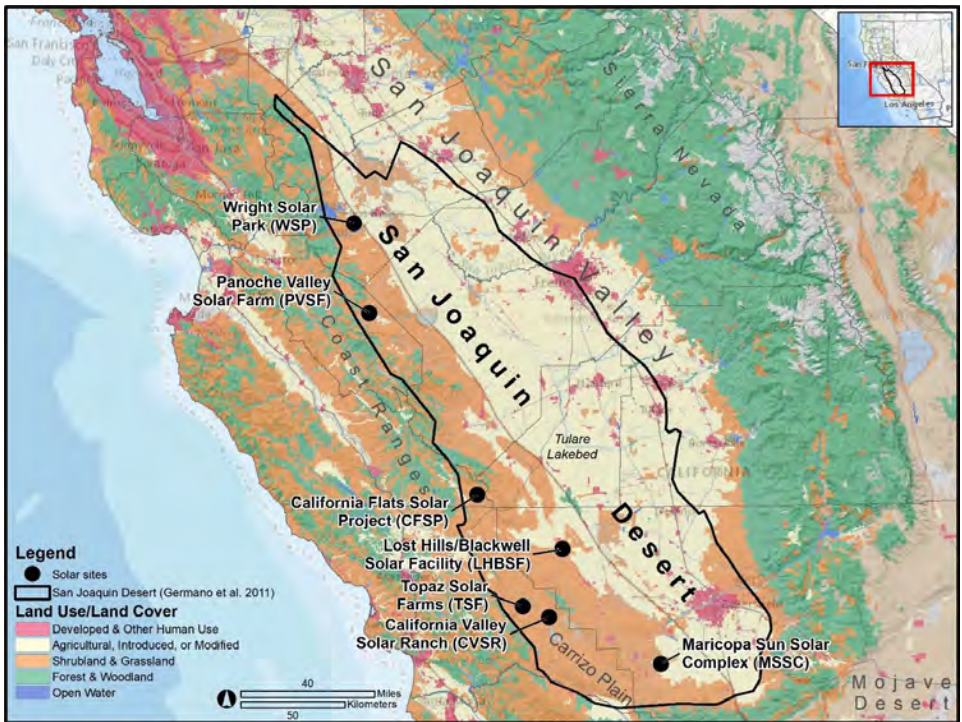 San Francisco
Daly City
San Joaquin Valley
Sierra
Nevada
Los Angeles
Wright Solar
Park (WSP)
San Joaquin
Panoche Valley
Solar Farm (PVSF)
Coast Ranges
Tulare
Lakebed
CALIFORNIA
California Flats Solar
Project (CFSP)
Desert
Lost Hills/Blackwell
Solar Facility (LHBSF)
Topaz Solar
Farms (TSF)
California Valley
Solar Ranch (CVSR)
Carrizo Plain
Maricopa Sun Solar
Complex (MSSC)
Mojave
Desert
Legend
Solar sites
San Joaquin Desert (Germano et al. 2011)
Land Use/Land Cover
Developed & Other Human Use
Agricultural, Introduced, or Modified
Shrubland & Grassland
Forest & Woodland
Open Water
40
Miles
Kilometers
50